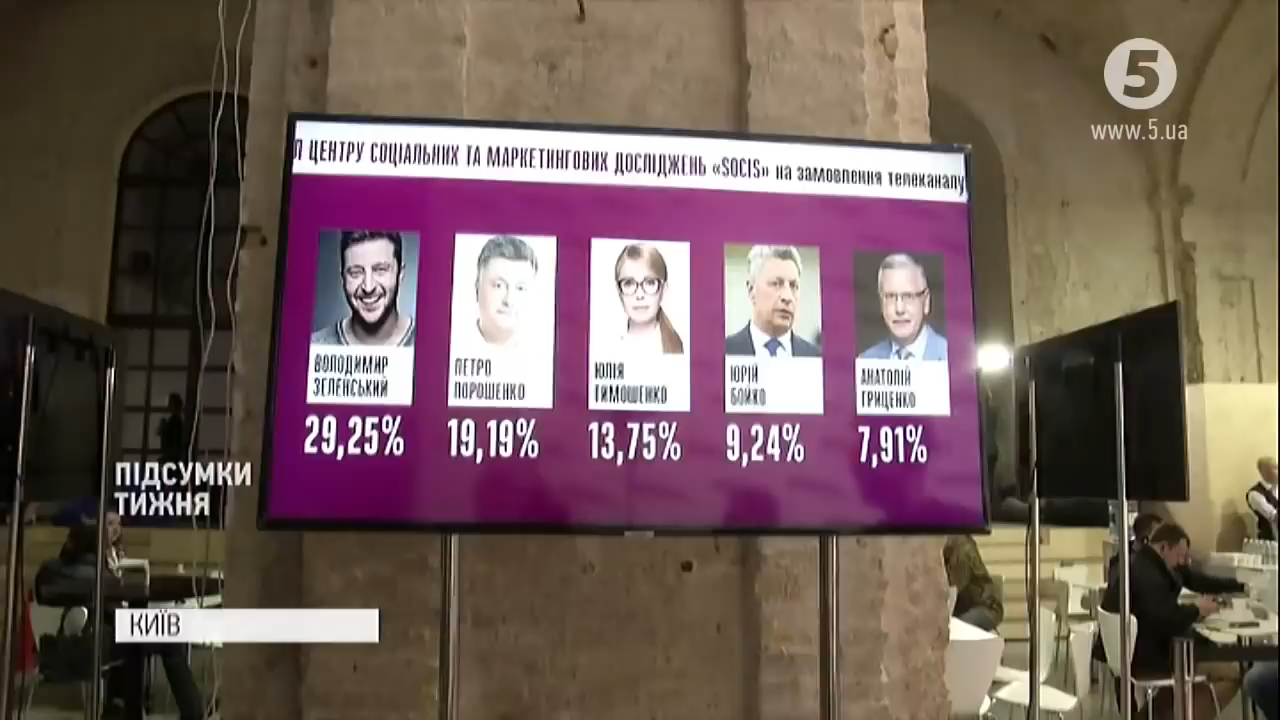 5
www.5.ua
ЦЕНТРУ СОЦІАЛЬНИХ ТА МАРКЕТИНГОВИХ ДОСЛІДЖЕНЬ «SOCIS» на замовлення телеканалу
ВОЛОДИМИР
ЗЕЛЕНСЬКИЙ
29,25%
ПЕТРО
ПОРОШЕНКО
19,19%
ЮЛІЯ
ТИМОШЕНКО
13,75%
ЮРІЙ
БОЙКО
9,24%
АНАТОЛІЙ
ГРИЦЕНКО
7,91%
ПІДСУМКИ
ТИЖНЯ
КИЇВ